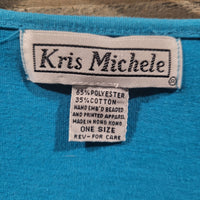 Kris Michele
®
65% POLYESTER
35% COTTON
HAND EMB'D BEADED
AND PRINTED APPAREL
MADE IN HONG KONG
ONE SIZE
REV-FOR CARE